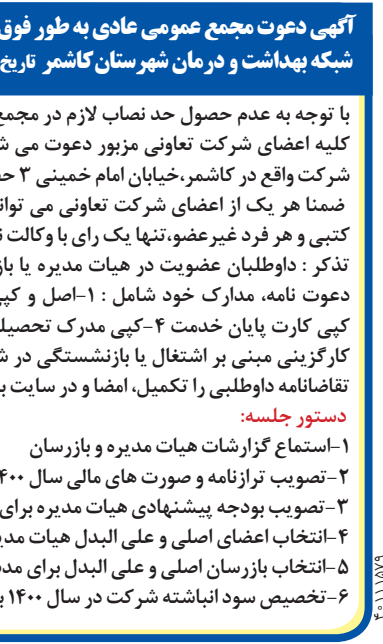 آگهی دعوت مجمع عمومی عادی به طور فوق
شبکه بهداشت و درمان شهرستان کاشمر تاریخ
با توجه به عدم حصول حد نصاب لازم در مجمع
کلیه اعضای شرکت تعاونی مزبور دعوت می ش
شرکت واقع در کاشمر،خیابان امام خمینی ۳ حض
ضمنا هر یک از اعضای شرکت تعاونی می توان
کتبی و هر فرد غیرعضو،تنها یک رای با وکالت ن
تذکر : داوطلبان عضویت در هیات مدیره یا باز
دعوت نامه، مدارک خود شامل : ۱-اصل و کپی
کپی کارت پایان خدمت ۴-کپی مدرک تحصیلی
کارگزینی مبنی بر اشتغال یا بازنشستگی در ش
تقاضانامه داوطلبی را تکمیل، امضا و در سایت ب
دستور جلسه:
۱-استماع گزارشات هیات مدیره و بازرسان
۲-تصویب ترازنامه و صورت های مالی سال ۱۴۰۰
۳-تصویب بودجه پیشنهادی هیات مدیره برای
۴-انتخاب اعضای اصلی و علی البدل هیات مدی
۵-انتخاب بازرسان اصلی و علی البدل برای مد
۶-تخصیص سود انباشته شرکت در سال ۱۴۰۰ ب